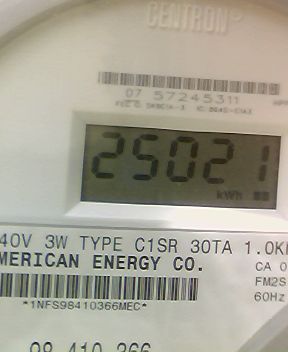 CENTRON®
07 57245311
25021
kWh
40V 3W TYPE C1SR 30TA 1.0K
MERICAN ENERGY CO.
CA 0
FM2S
60Hz
*1NFS98410366MEC*
98 410 366